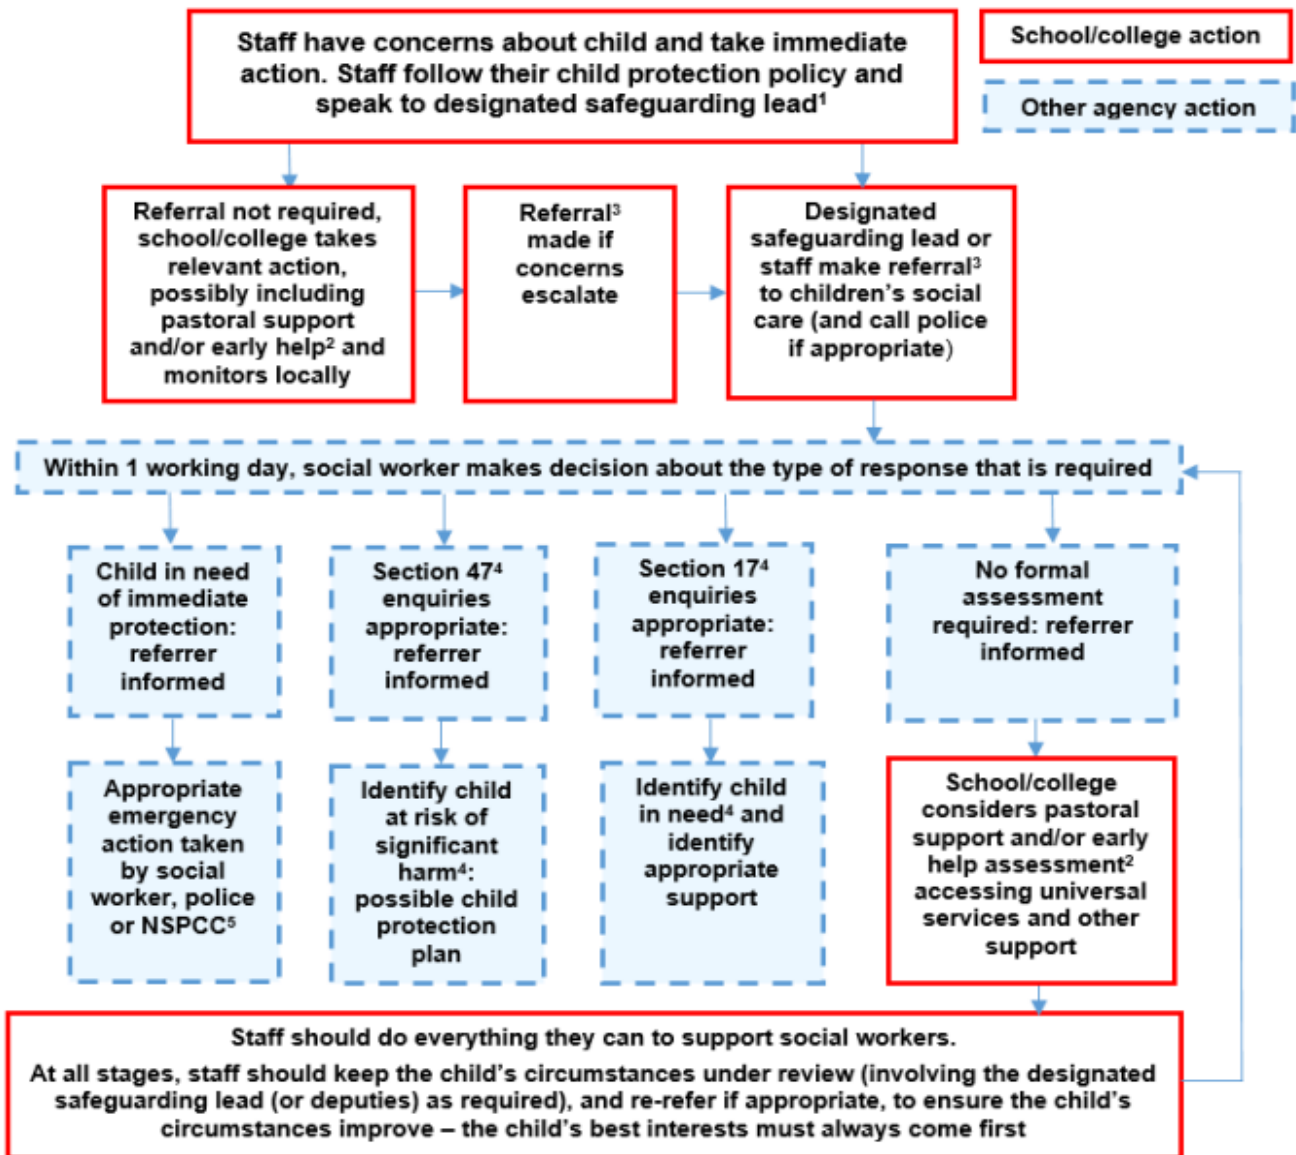 Staff have concerns about child and take immediate
action. Staff follow their child protection policy and
speak to designated safeguarding lead¹
School/college action
Other agency action
Referral not required,
school/college takes
relevant action,
possibly including
pastoral support
and/or early help² and
monitors locally
Referral³
made if
concerns
escalate
Designated
safeguarding lead or
staff make referral³
to children's social
care (and call police
if appropriate)
Within 1 working day, social worker makes decision about the type of response that is required
Child in need
of immediate
protection:
referrer
informed
Section 47⁴
enquiries
appropriate:
referrer
informed
Section 17⁴
enquiries
appropriate:
referrer
informed
No formal
assessment
required: referrer
informed
Appropriate
emergency
action taken
by social
worker, police
or NSPCC⁵
Identify child
at risk of
significant
harm⁴:
possible child
protection
plan
Identify child
in need⁴ and
identify
appropriate
support
School/college
considers pastoral
support and/or early
help assessment²
accessing universal
services and other
support
Staff should do everything they can to support social workers.
At all stages, staff should keep the child's circumstances under review (involving the designated
safeguarding lead (or deputies) as required), and re-refer if appropriate, to ensure the child's
circumstances improve – the child's best interests must always come first